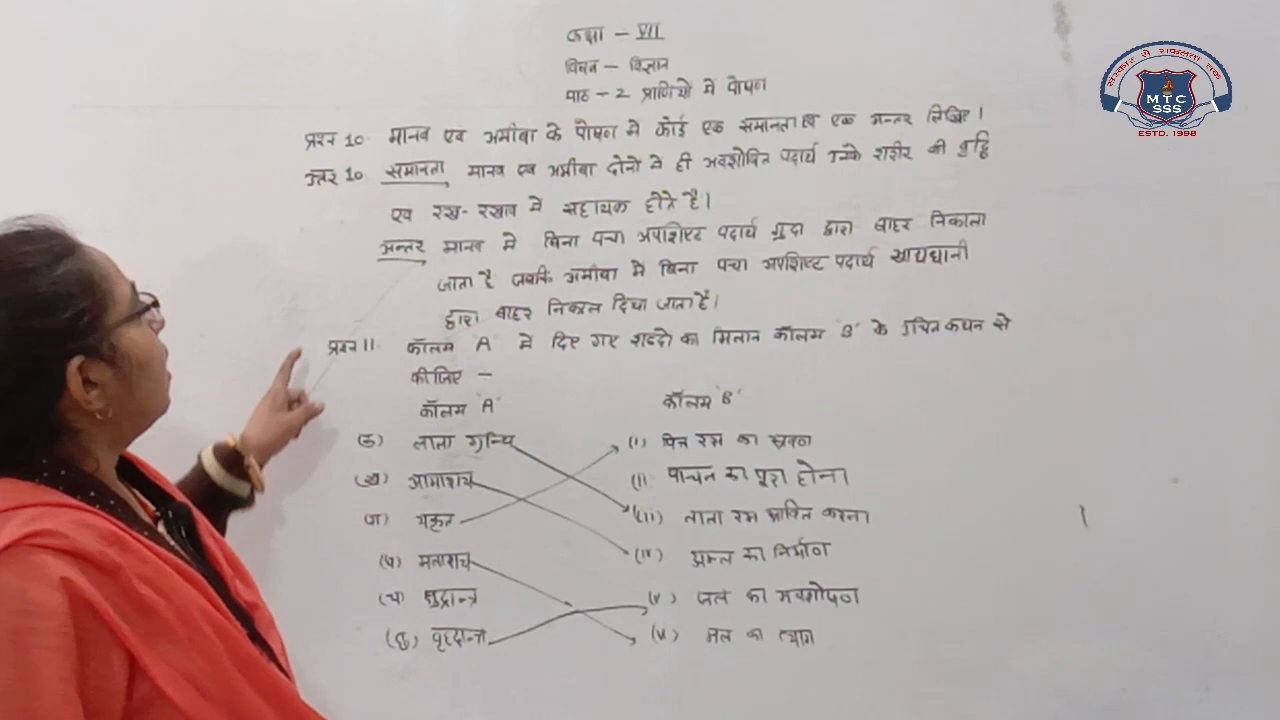 कक्षा - VII
विषय - विज्ञान
पाठ - 2 प्राणियो मे पोषण
प्रश्न 10. मानव एवं अमीबा के पोषण मे कोई एक समानता एवं एक अन्तर लिखिए।
उत्तर 10 समानता मानव एवं अमीबा दोनो मे ही अवशोषित पदार्थ उनके शरीर की वृद्धि
एवं रख-रखाव मे सहायक होते है।
अन्तर मानव मे बिना पचा अपशिष्ट पदार्थ गुदा द्वारा बाहर निकाला
जाता है जबकि अमीबा मे बिना पचा अपशिष्ट पदार्थ खाद्यधानी
द्वारा बाहर निकाल दिया जाता है।
प्रश्न 11. कॉलम 'A' मे दिए गए शब्दो का मिलान कॉलम 'B' के उचित कथन से
कीजिए -
कॉलम 'A' कॉलम 'B'
(क) लाला ग्रन्थि (i) पित्त रस का स्रवण
(ख) आमाशय (ii) पाचन का पूरा होना।
(ग) यकृत (iii) लाला रस स्रावित करना।
(घ) मलाशय (iv) अम्ल का निर्माण
(च) क्षुद्रान्त्र (v) जल का अवशोषण
(छ) वृहदान्त्र (vi) मल का त्याग
संस्कार से सफलता तक
MTC
SSS
ESTD. 1998